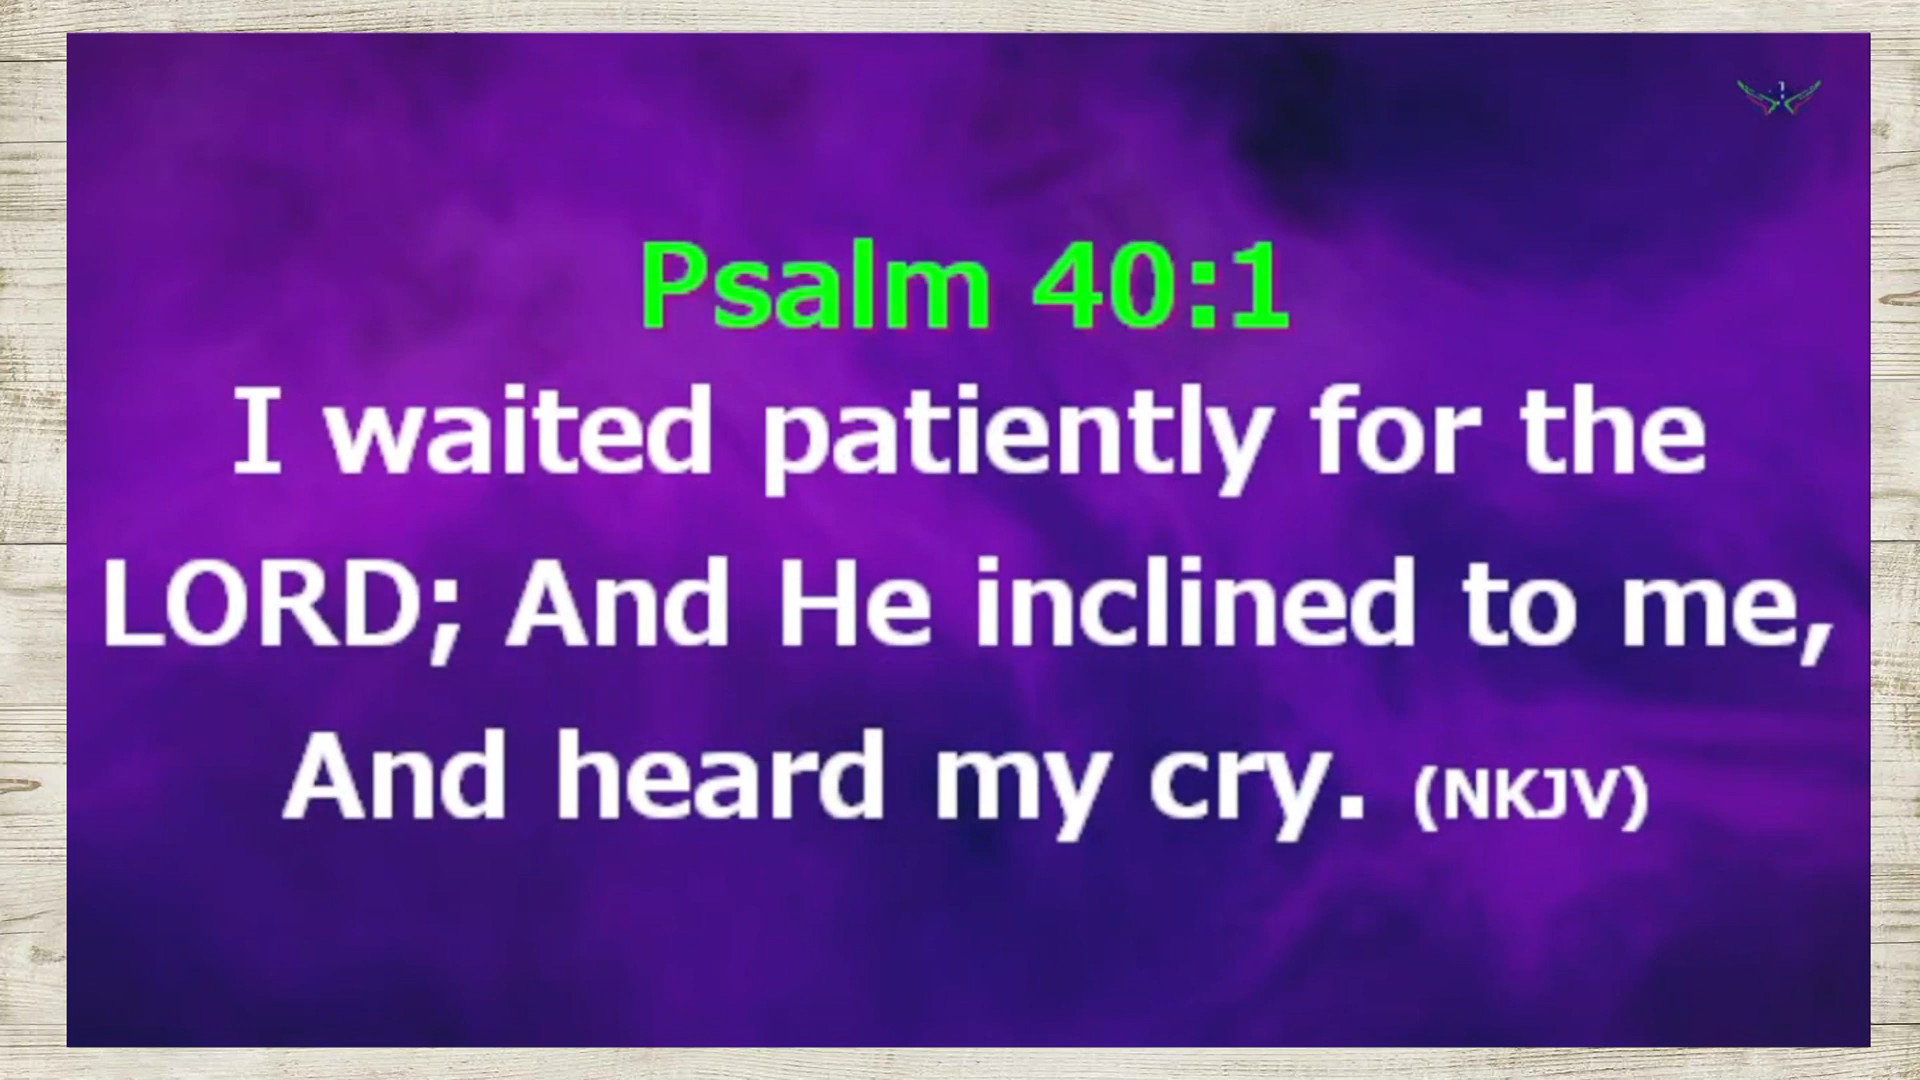 Psalm 40:1
I waited patiently for the
LORD; And He inclined to me,
And heard my cry. (NKJV)